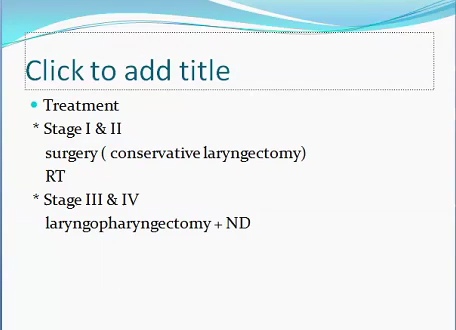 Click to add title
Treatment
* Stage I & II
surgery ( conservative laryngectomy)
RT
* Stage III & IV
laryngopharyngectomy + ND